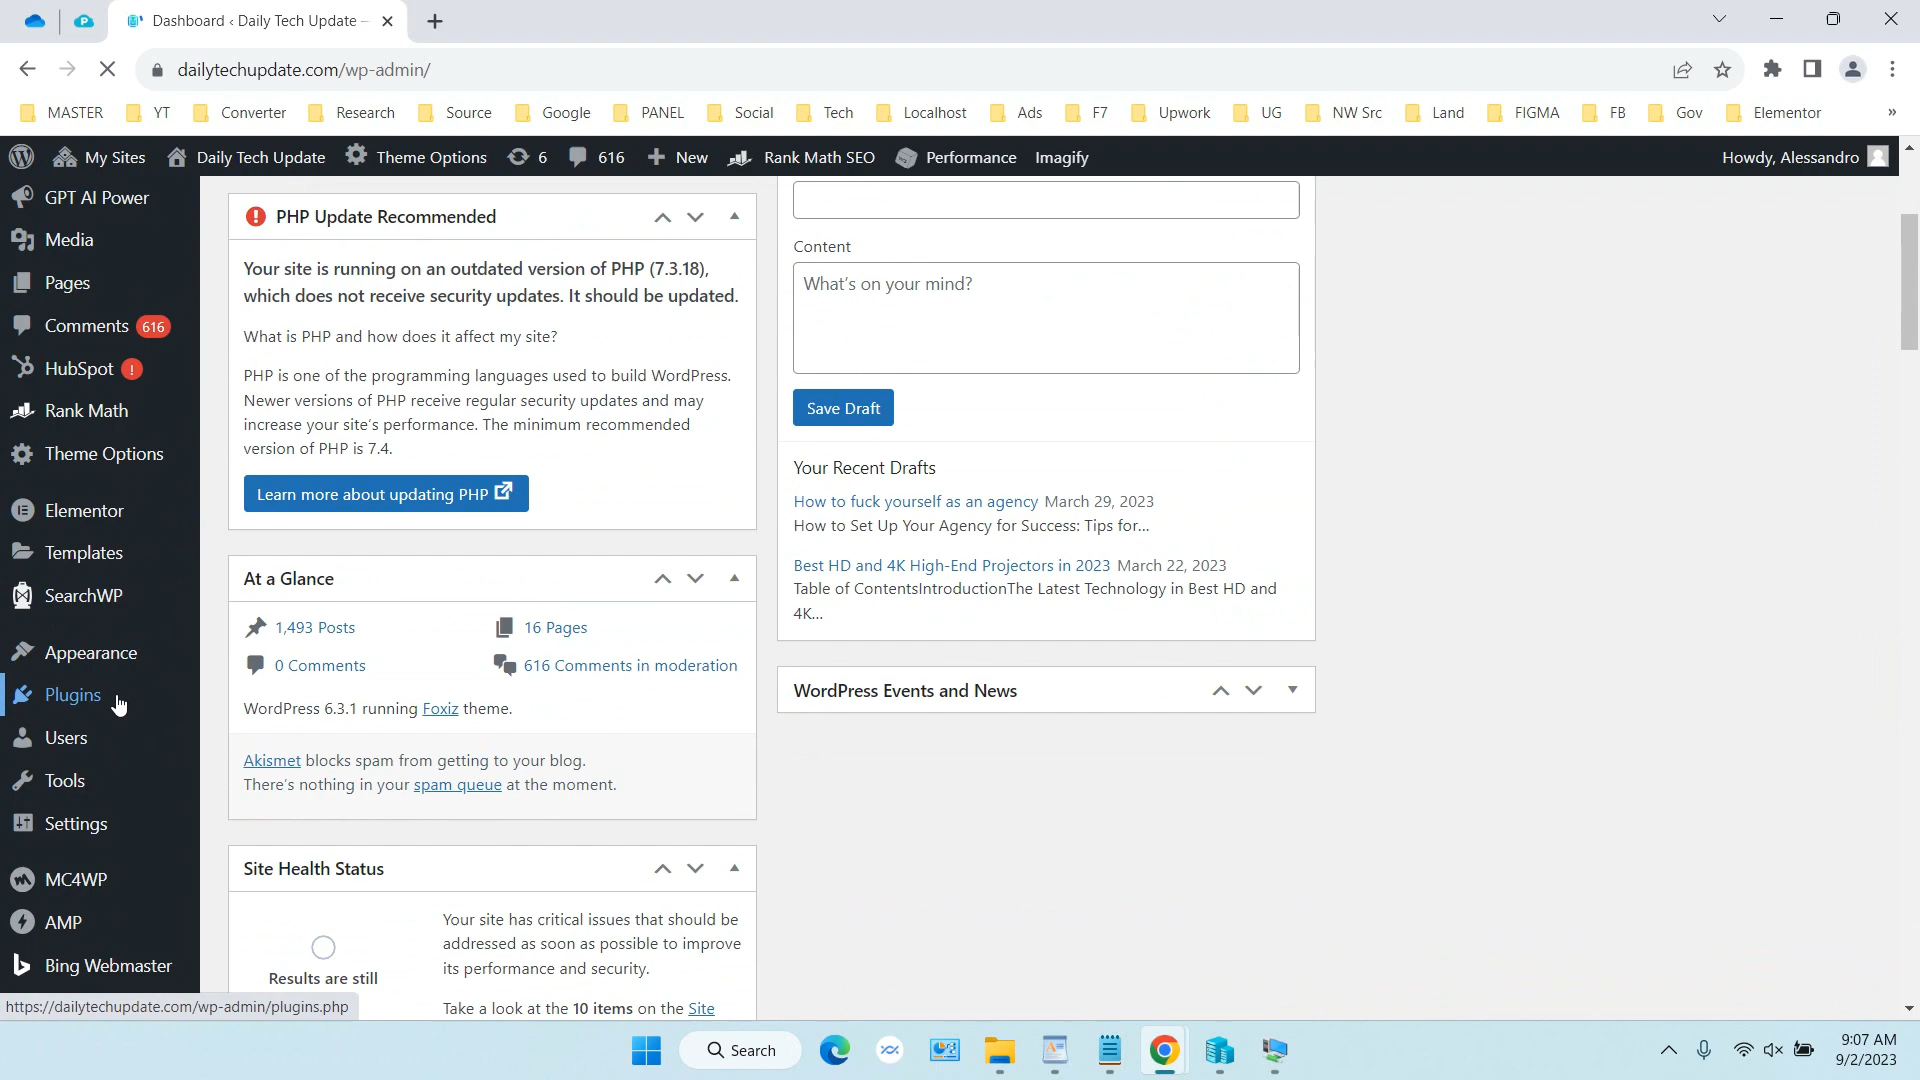 Dashboard ‹ Daily Tech Update –
dailytechupdate.com/wp-admin/
MASTER YT Converter Research Source Google PANEL Social Tech Localhost Ads F7 Upwork UG NW Src Land FIGMA FB Gov Elementor »
My Sites Daily Tech Update Theme Options 6 616 New Rank Math SEO Performance Imagify Howdy, Alessandro
GPT AI Power
Media
Pages
Comments 616
HubSpot !
Rank Math
Theme Options
Elementor
Templates
SearchWP
Appearance
Plugins
Users
Tools
Settings
MC4WP
AMP
Bing Webmaster
https://dailytechupdate.com/wp-admin/plugins.php
PHP Update Recommended
Your site is running on an outdated version of PHP (7.3.18),
which does not receive security updates. It should be updated.
What is PHP and how does it affect my site?
PHP is one of the programming languages used to build WordPress.
Newer versions of PHP receive regular security updates and may
increase your site's performance. The minimum recommended
version of PHP is 7.4.
Learn more about updating PHP
At a Glance
1,493 Posts 16 Pages
0 Comments 616 Comments in moderation
WordPress 6.3.1 running Foxiz theme.
Akismet blocks spam from getting to your blog.
There's nothing in your spam queue at the moment.
Site Health Status
Results are still
Your site has critical issues that should be
addressed as soon as possible to improve
its performance and security.
Take a look at the 10 items on the Site
Content
What's on your mind?
Save Draft
Your Recent Drafts
How to fuck yourself as an agency March 29, 2023
How to Set Up Your Agency for Success: Tips for...
Best HD and 4K High-End Projectors in 2023 March 22, 2023
Table of ContentsIntroductionThe Latest Technology in Best HD and
4K...
WordPress Events and News
Search
9:07 AM
9/2/2023